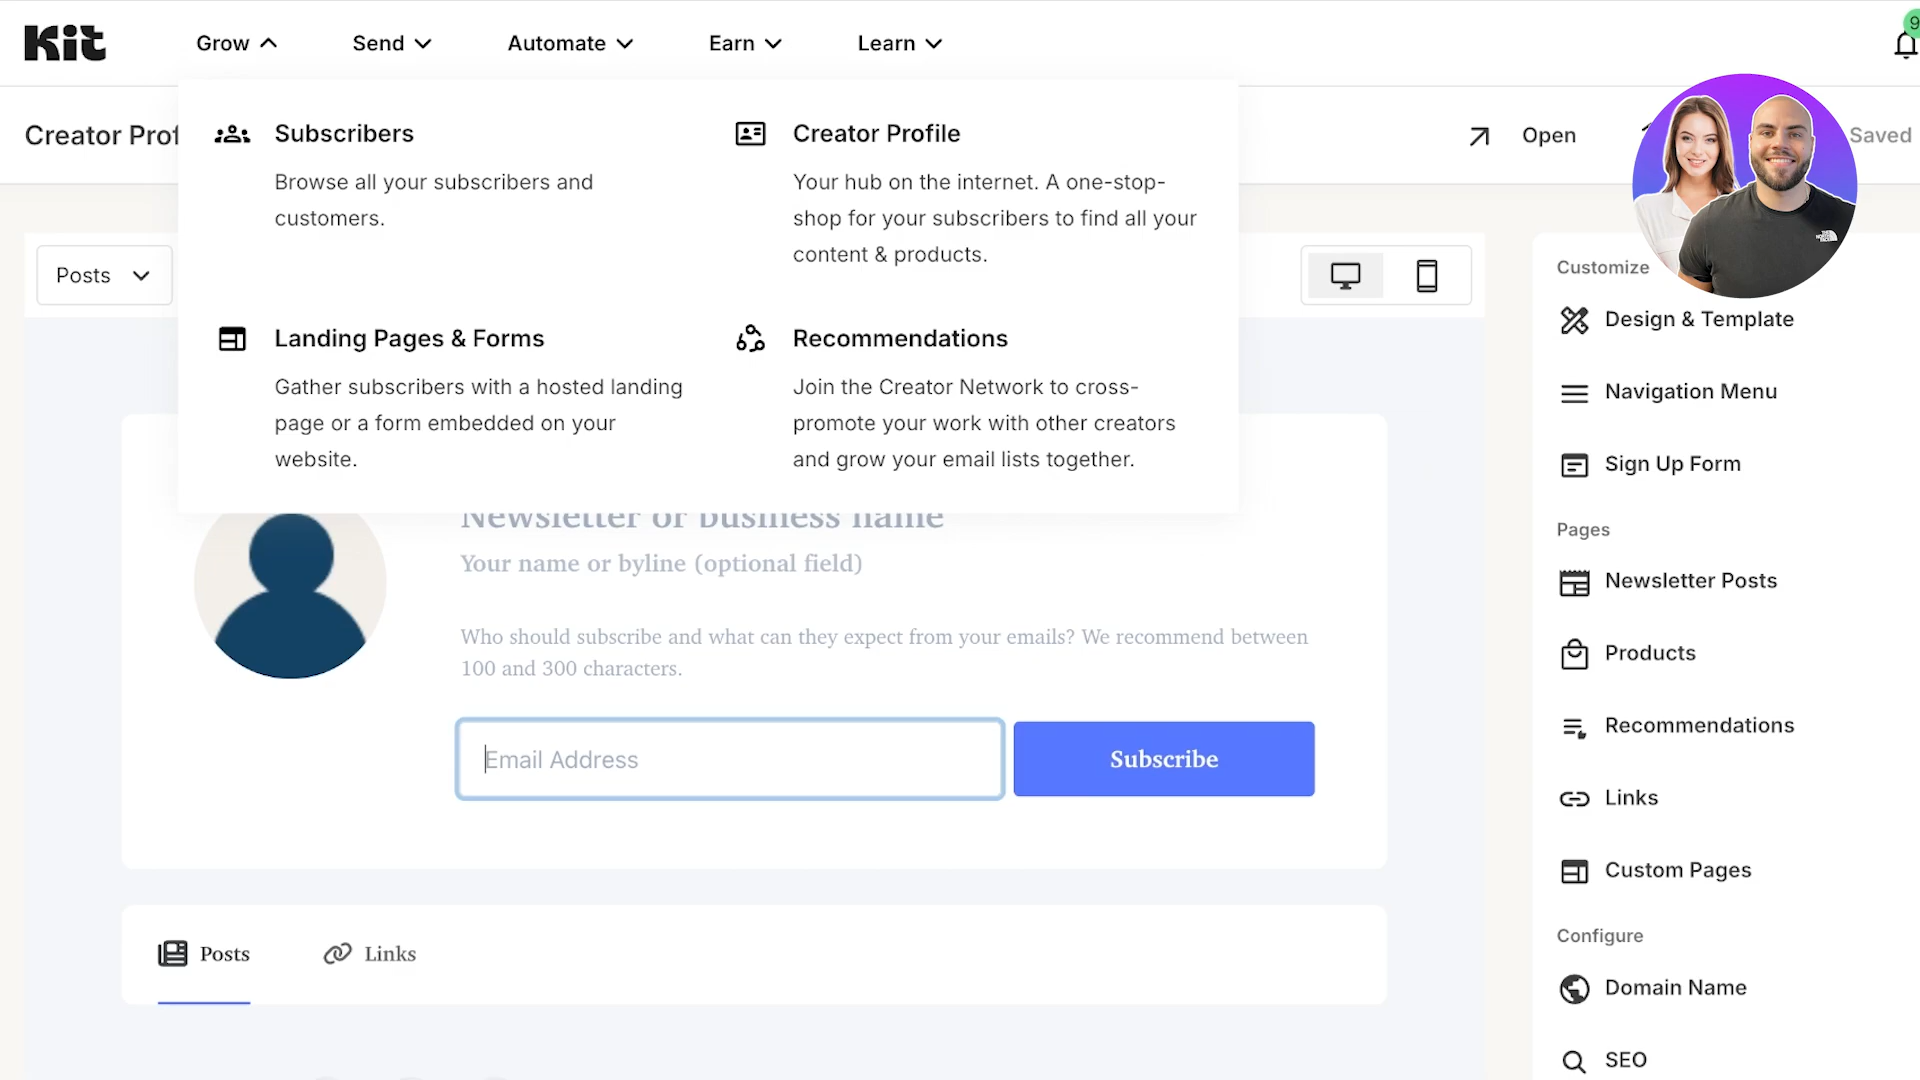 Kit
Grow
Send
Automate
Earn
Learn
9
Creator Prof
Open
Saved
Subscribers
Browse all your subscribers and
customers.
Creator Profile
Your hub on the internet. A one-stop-
shop for your subscribers to find all your
content & products.
Landing Pages & Forms
Gather subscribers with a hosted landing
page or a form embedded on your
website.
Recommendations
Join the Creator Network to cross-
promote your work with other creators
and grow your email lists together.
Posts
Newsletter or business name
Your name or byline (optional field)
Who should subscribe and what can they expect from your emails? We recommend between
100 and 300 characters.
Email Address
Subscribe
Posts
Links
Customize
Design & Template
Navigation Menu
Sign Up Form
Pages
Newsletter Posts
Products
Recommendations
Links
Custom Pages
Configure
Domain Name
SEO